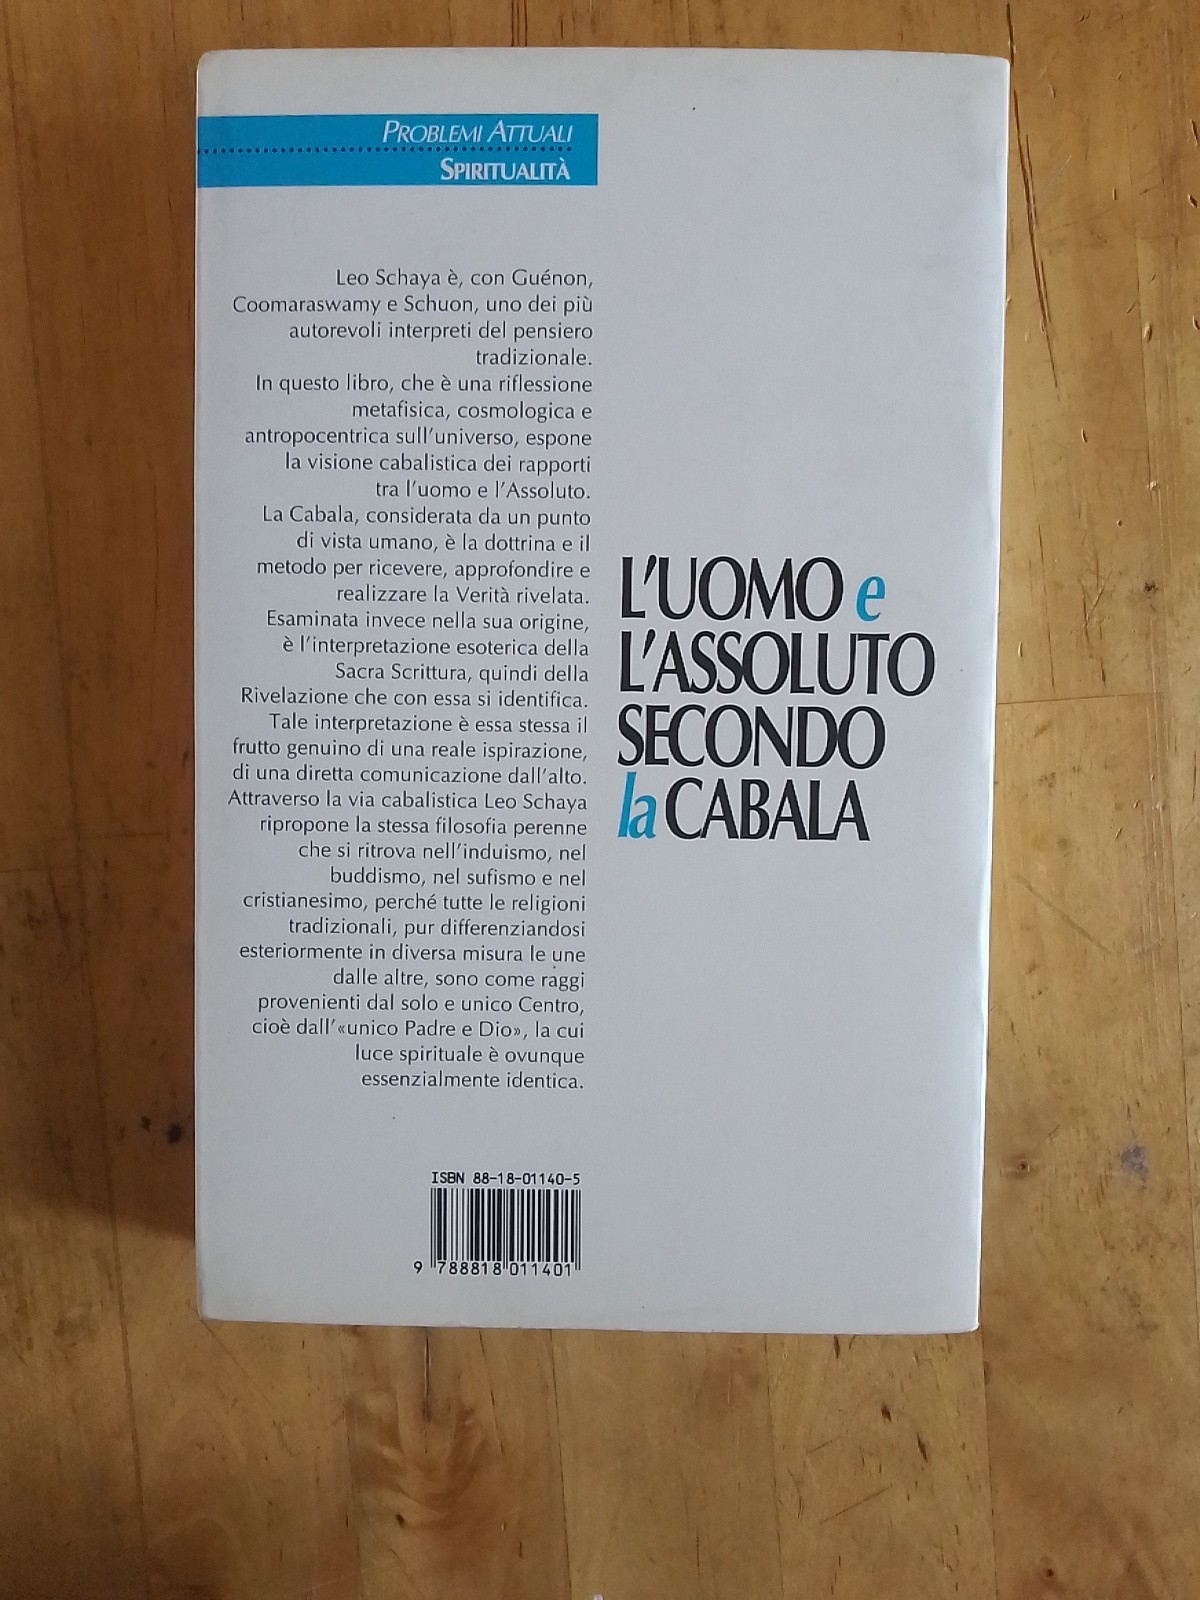 PROBLEMI ATTUALI
SPIRITUALITÀ
Leo Schaya è, con Guénon,
Coomaraswamy e Schuon, uno dei più
autorevoli interpreti del pensiero
tradizionale.
In questo libro, che è una riflessione
metafisica, cosmologica e
antropocentrica sull'universo, espone
la visione cabalistica dei rapporti
tra l'uomo e l'Assoluto.
La Cabala, considerata da un punto
di vista umano, è la dottrina e il
metodo per ricevere, approfondire e
realizzare la Verità rivelata.
Esaminata invece nella sua origine,
è l'interpretazione esoterica della
Sacra Scrittura, quindi della
Rivelazione che con essa si identifica.
Tale interpretazione è essa stessa il
frutto genuino di una reale ispirazione,
di una diretta comunicazione dall'alto.
Attraverso la via cabalistica Leo Schaya
ripropone la stessa filosofia perenne
che si ritrova nell'induismo, nel
buddismo, nel sufismo e nel
cristianesimo, perché tutte le religioni
tradizionali, pur differenziandosi
esteriormente in diversa misura le une
dalle altre, sono come raggi
provenienti dal solo e unico Centro,
cioè dall'«unico Padre e Dio», la cui
luce spirituale è ovunque
essenzialmente identica.
L'UOMO e
L'ASSOLUTO
SECONDO
la CABALA
ISBN 88-18-01140-5
9 788818 011401